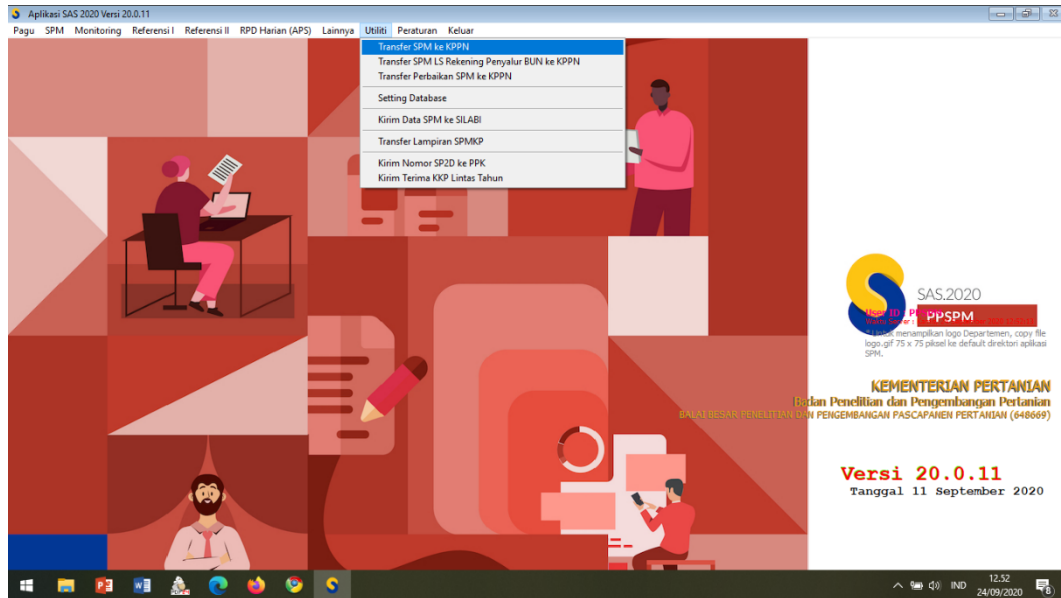 Aplikasi SAS 2020 Versi 20.0.11
Pagu SPM Monitoring Referensi I Referensi II RPD Harian (APS) Lainnya Utiliti Peraturan Keluar
Transfer SPM ke KPPN
Transfer SPM LS Rekening Penyalur BUN ke KPPN
Transfer Perbaikan SPM ke KPPN
Setting Database
Kirim Data SPM ke SILABI
Transfer Lampiran SPMKP
Kirim Nomor SP2D ke PPK
Kirim Terima KKP Lintas Tahun
SAS.2020
User ID : 
PPSPM
menampilkan logo Departemen, copy file
logo.gif 75 x 75 piksel ke default direktori aplikasi
SPM.
KEMENTERIAN PERTANIAN
Badan Penelitian dan Pengembangan Pertanian
BALAI BESAR PENELITIAN DAN PENGEMBANGAN PASCAPANEN PERTANIAN (648669)
Versi 20.0.11
Tanggal 11 September 2020
IND
12.52
24/09/2020